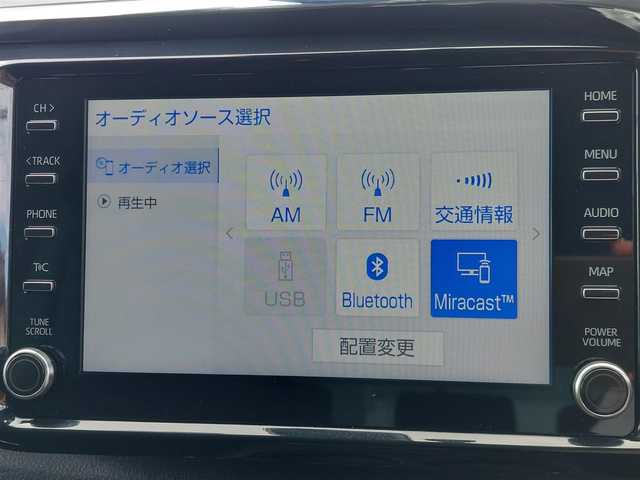 CH >
<TRACK
PHONE
T@C
TUNE
SCROLL
オーディオソース選択
オーディオ選択
再生中
AM
FM
交通情報
USB
Bluetooth
Miracast™
配置変更
HOME
MENU
AUDIO
MAP
POWER
VOLUME